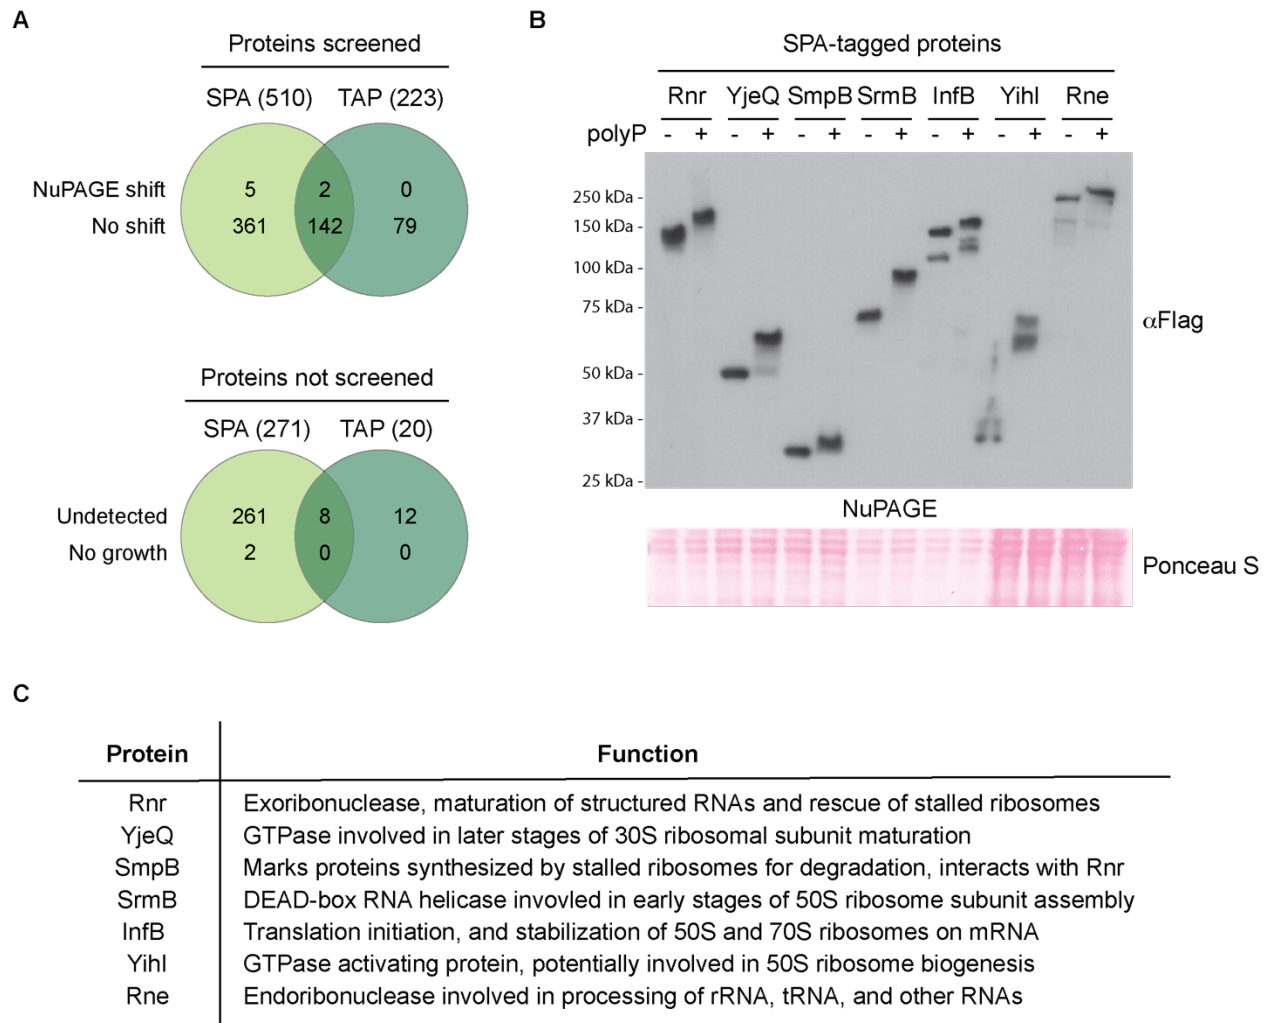 A
Proteins screened
SPA (510) TAP (223)
NuPAGE shift 5 2 0
No shift 361 142 79
Proteins not screened
SPA (271) TAP (20)
Undetected 261 8 12
No growth 2 0 0
B
SPA-tagged proteins
Rnr YjeQ SmpB SrmB InfB YihI Rne
polyP - + - + - + - + - + - + - +
250 kDa -
150 kDa -
100 kDa -
75 kDa -
50 kDa -
37 kDa -
25 kDa -
αFlag
NuPAGE
Ponceau S
C
Protein Function
Rnr Exoribonuclease, maturation of structured RNAs and rescue of stalled ribosomes
YjeQ GTPase involved in later stages of 30S ribosomal subunit maturation
SmpB Marks proteins synthesized by stalled ribosomes for degradation, interacts with Rnr
SrmB DEAD-box RNA helicase invovled in early stages of 50S ribosome subunit assembly
InfB Translation initiation, and stabilization of 50S and 70S ribosomes on mRNA
YihI GTPase activating protein, potentially involved in 50S ribosome biogenesis
Rne Endoribonuclease involved in processing of rRNA, tRNA, and other RNAs